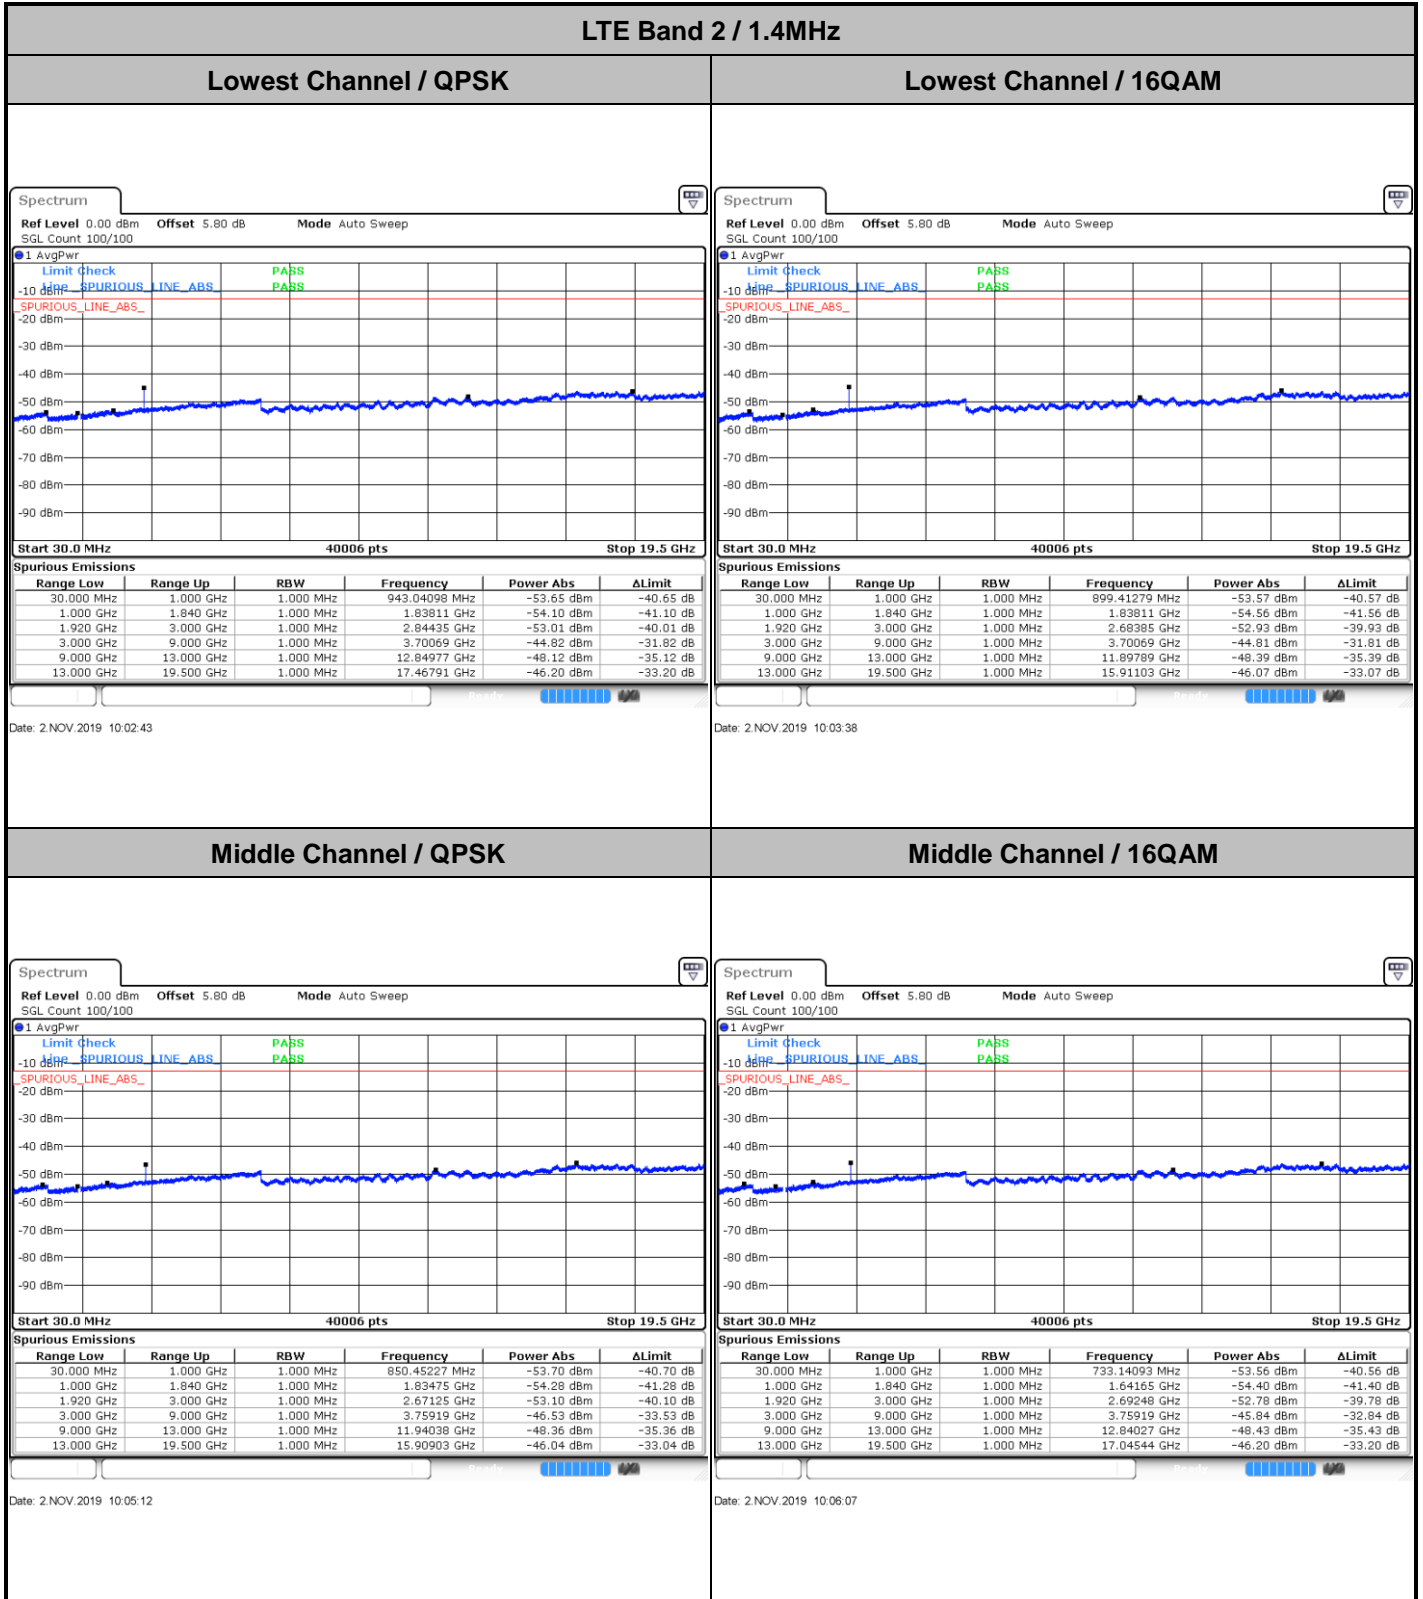 LTE Band 2 / 1.4MHz
Lowest Channel / QPSK
Lowest Channel / 16QAM
Spectrum
Ref Level 0.00 dBm Offset 5.80 dB Mode Auto Sweep
SGL Count 100/100
1 AvgPwr
Limit Check PASS
-10 dBm Line _SPURIOUS_LINE_ABS_ PASS
_SPURIOUS_LINE_ABS_
-20 dBm
-30 dBm
-40 dBm
-50 dBm
-60 dBm
-70 dBm
-80 dBm
-90 dBm
Start 30.0 MHz 40006 pts Stop 19.5 GHz
Spurious Emissions
Range Low Range Up RBW Frequency Power Abs ΔLimit
30.000 MHz 1.000 GHz 1.000 MHz 943.04098 MHz -53.65 dBm -40.65 dB
1.000 GHz 1.840 GHz 1.000 MHz 1.83811 GHz -54.10 dBm -41.10 dB
1.920 GHz 3.000 GHz 1.000 MHz 2.84435 GHz -53.01 dBm -40.01 dB
3.000 GHz 9.000 GHz 1.000 MHz 3.70069 GHz -44.82 dBm -31.82 dB
9.000 GHz 13.000 GHz 1.000 MHz 12.84977 GHz -48.12 dBm -35.12 dB
13.000 GHz 19.500 GHz 1.000 MHz 17.46791 GHz -46.20 dBm -33.20 dB
Ready
Date: 2.NOV.2019 10:02:43
Spectrum
Ref Level 0.00 dBm Offset 5.80 dB Mode Auto Sweep
SGL Count 100/100
1 AvgPwr
Limit Check PASS
-10 dBm Line _SPURIOUS_LINE_ABS_ PASS
_SPURIOUS_LINE_ABS_
-20 dBm
-30 dBm
-40 dBm
-50 dBm
-60 dBm
-70 dBm
-80 dBm
-90 dBm
Start 30.0 MHz 40006 pts Stop 19.5 GHz
Spurious Emissions
Range Low Range Up RBW Frequency Power Abs ΔLimit
30.000 MHz 1.000 GHz 1.000 MHz 899.41279 MHz -53.57 dBm -40.57 dB
1.000 GHz 1.840 GHz 1.000 MHz 1.83811 GHz -54.56 dBm -41.56 dB
1.920 GHz 3.000 GHz 1.000 MHz 2.68385 GHz -52.93 dBm -39.93 dB
3.000 GHz 9.000 GHz 1.000 MHz 3.70069 GHz -44.81 dBm -31.81 dB
9.000 GHz 13.000 GHz 1.000 MHz 11.89789 GHz -48.39 dBm -35.39 dB
13.000 GHz 19.500 GHz 1.000 MHz 15.91103 GHz -46.07 dBm -33.07 dB
Ready
Date: 2.NOV.2019 10:03:38
Middle Channel / QPSK
Middle Channel / 16QAM
Spectrum
Ref Level 0.00 dBm Offset 5.80 dB Mode Auto Sweep
SGL Count 100/100
1 AvgPwr
Limit Check PASS
-10 dBm Line _SPURIOUS_LINE_ABS_ PASS
_SPURIOUS_LINE_ABS_
-20 dBm
-30 dBm
-40 dBm
-50 dBm
-60 dBm
-70 dBm
-80 dBm
-90 dBm
Start 30.0 MHz 40006 pts Stop 19.5 GHz
Spurious Emissions
Range Low Range Up RBW Frequency Power Abs ΔLimit
30.000 MHz 1.000 GHz 1.000 MHz 850.45227 MHz -53.70 dBm -40.70 dB
1.000 GHz 1.840 GHz 1.000 MHz 1.83475 GHz -54.28 dBm -41.28 dB
1.920 GHz 3.000 GHz 1.000 MHz 2.67125 GHz -53.10 dBm -40.10 dB
3.000 GHz 9.000 GHz 1.000 MHz 3.75919 GHz -46.53 dBm -33.53 dB
9.000 GHz 13.000 GHz 1.000 MHz 11.94038 GHz -48.36 dBm -35.36 dB
13.000 GHz 19.500 GHz 1.000 MHz 15.90903 GHz -46.04 dBm -33.04 dB
Ready
Date: 2.NOV.2019 10:05:12
Spectrum
Ref Level 0.00 dBm Offset 5.80 dB Mode Auto Sweep
SGL Count 100/100
1 AvgPwr
Limit Check PASS
-10 dBm Line _SPURIOUS_LINE_ABS_ PASS
_SPURIOUS_LINE_ABS_
-20 dBm
-30 dBm
-40 dBm
-50 dBm
-60 dBm
-70 dBm
-80 dBm
-90 dBm
Start 30.0 MHz 40006 pts Stop 19.5 GHz
Spurious Emissions
Range Low Range Up RBW Frequency Power Abs ΔLimit
30.000 MHz 1.000 GHz 1.000 MHz 733.14093 MHz -53.56 dBm -40.56 dB
1.000 GHz 1.840 GHz 1.000 MHz 1.64165 GHz -54.40 dBm -41.40 dB
1.920 GHz 3.000 GHz 1.000 MHz 2.69248 GHz -52.78 dBm -39.78 dB
3.000 GHz 9.000 GHz 1.000 MHz 3.75919 GHz -45.84 dBm -32.84 dB
9.000 GHz 13.000 GHz 1.000 MHz 12.84027 GHz -48.43 dBm -35.43 dB
13.000 GHz 19.500 GHz 1.000 MHz 17.04544 GHz -46.20 dBm -33.20 dB
Ready
Date: 2.NOV.2019 10:06:07